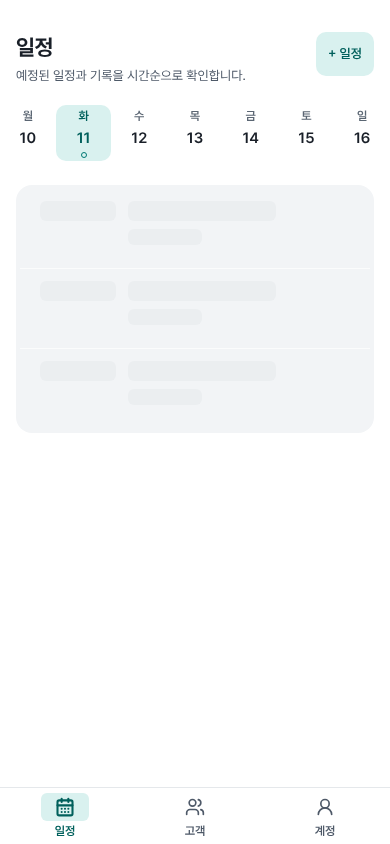 일정
+ 일정
예정된 일정과 기록을 시간순으로 확인합니다.
월 화 수 목 금 토 일
10 11 12 13 14 15 16
일정 고객 계정